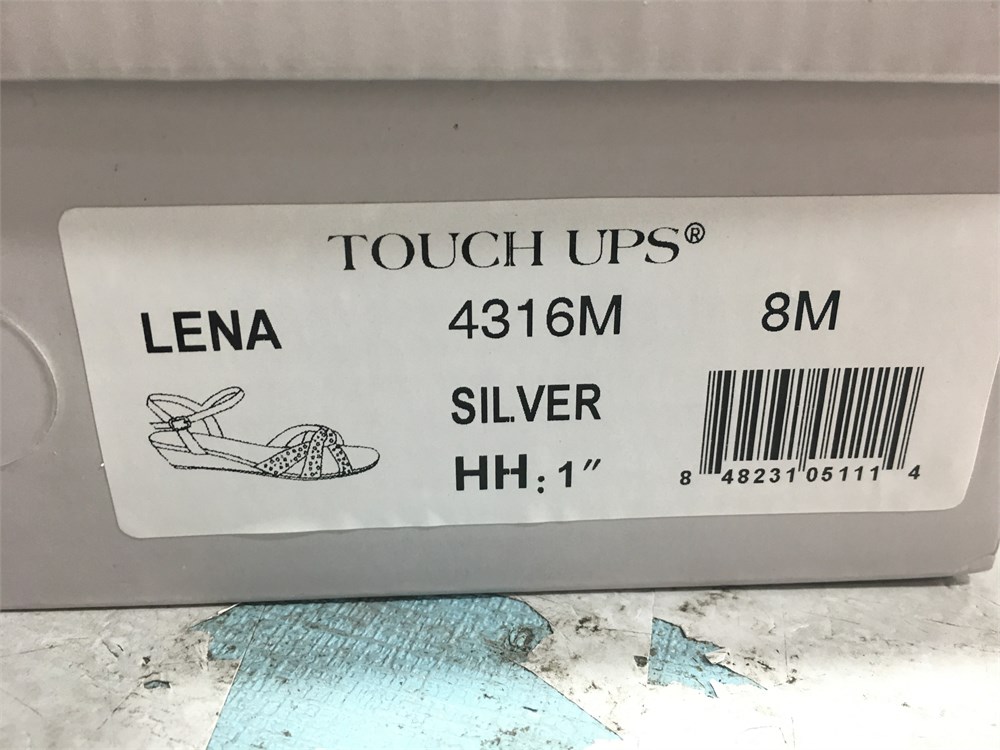 TOUCH UPS®
LENA 4316M 8M
SILVER
HH: 1"
8 48231 05111 4